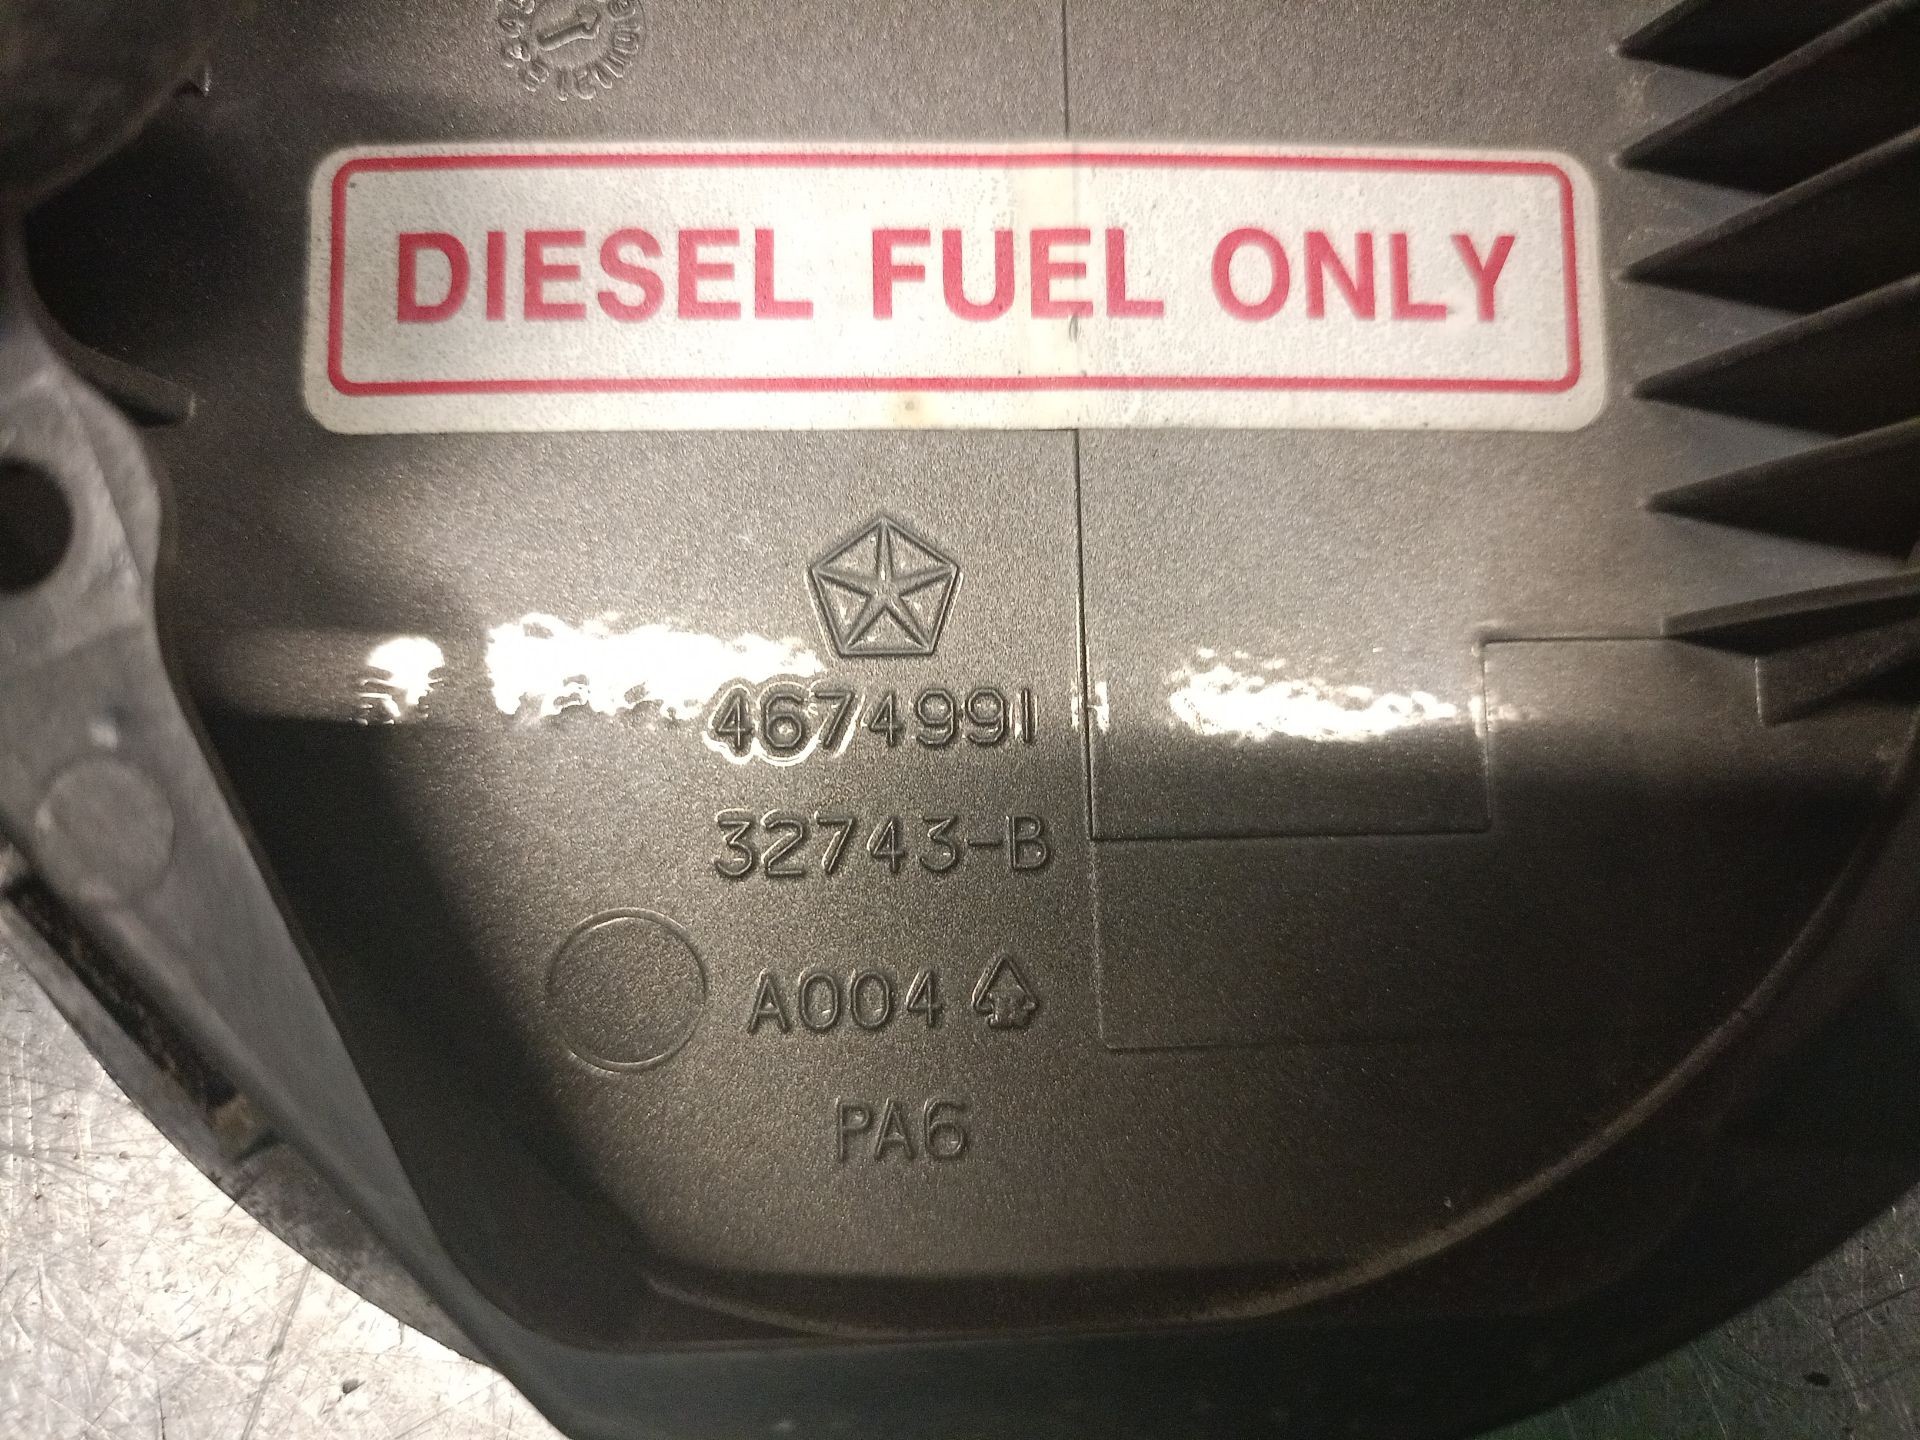 DIESEL FUEL ONLY
4674991
32743-B
A004
PA6